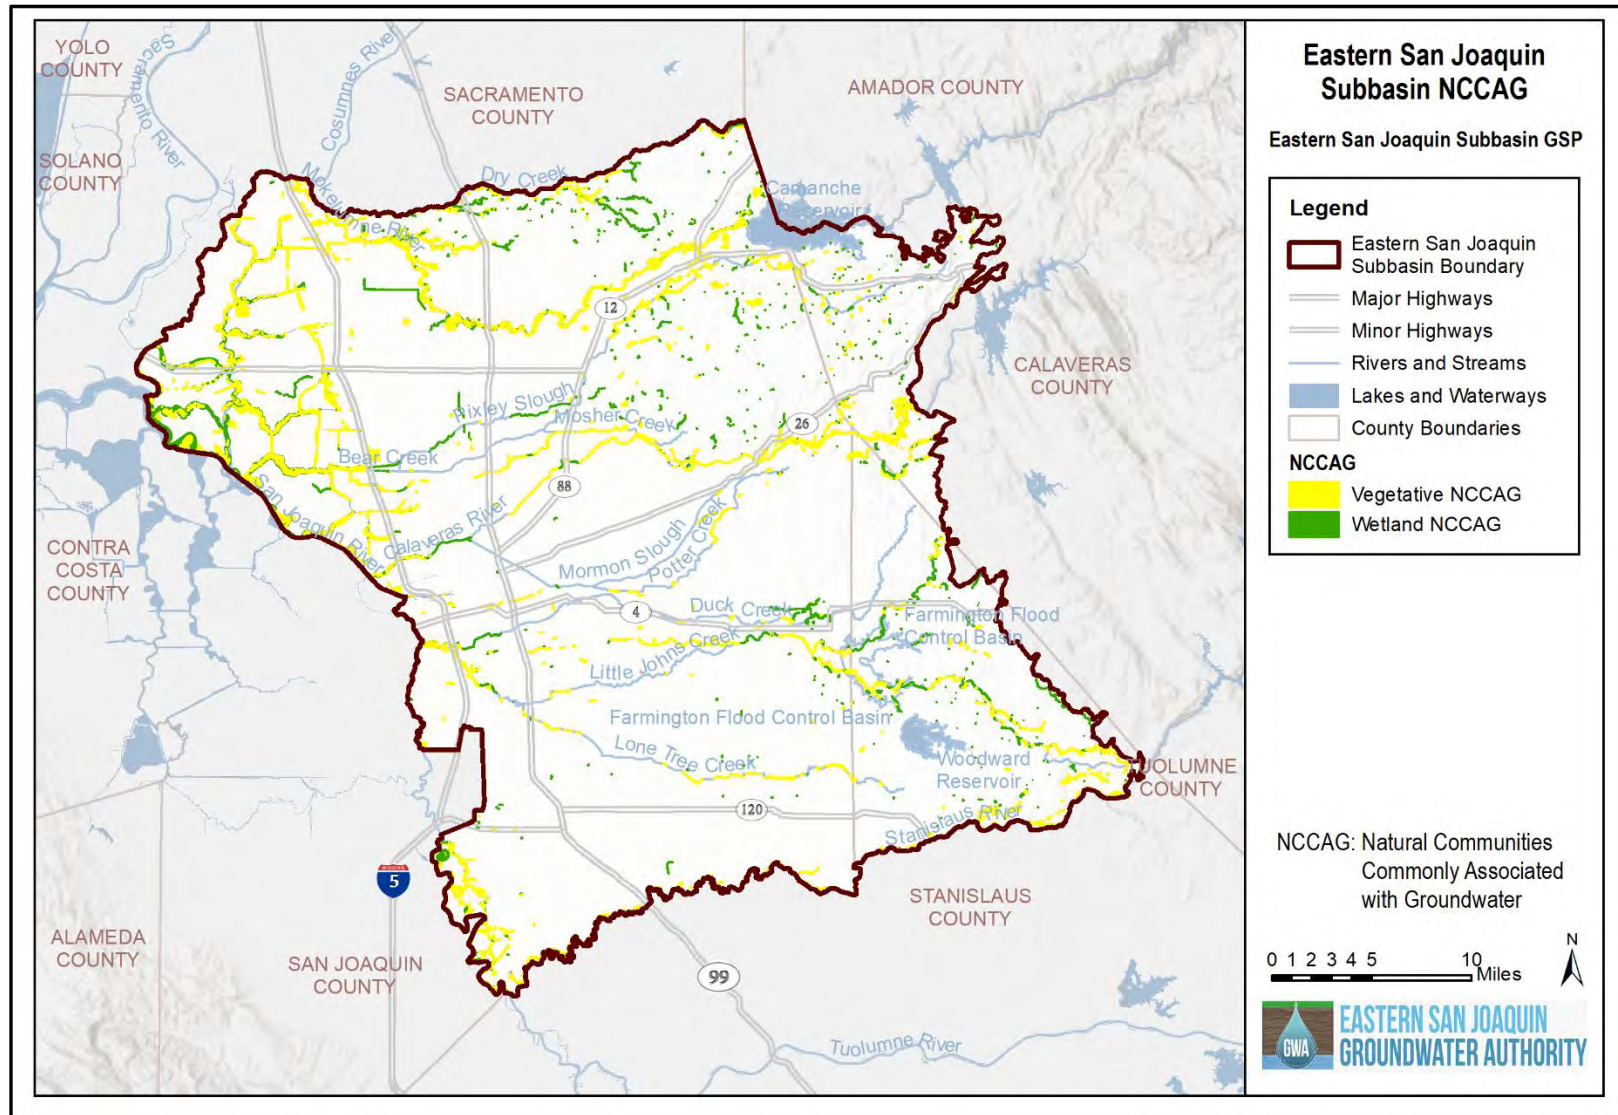 YOLO
COUNTY
Sacramento River
Cosumnes River
SACRAMENTO
COUNTY
AMADOR COUNTY
SOLANO
COUNTY
Mokelumne River
Dry Creek
Camanche
Reservoir
12
CALAVERAS
COUNTY
Pixley Slough
Mosher Creek
26
Bear Creek
88
San Joaquin River
Calaveras River
Mormon Slough
Potter Creek
CONTRA
COSTA
COUNTY
4
Duck Creek
Farmington Flood
Control Basin
Little Johns Creek
Farmington Flood Control Basin
Lone Tree Creek
Woodward
Reservoir
TUOLUMNE
COUNTY
120
Stanislaus River
5
STANISLAUS
COUNTY
ALAMEDA
COUNTY
SAN JOAQUIN
COUNTY
99
Tuolumne River
Eastern San Joaquin
Subbasin NCCAG
Eastern San Joaquin Subbasin GSP
Legend
Eastern San Joaquin
Subbasin Boundary
Major Highways
Minor Highways
Rivers and Streams
Lakes and Waterways
County Boundaries
NCCAG
Vegetative NCCAG
Wetland NCCAG
NCCAG: Natural Communities
Commonly Associated
with Groundwater
N
0 1 2 3 4 5 10
Miles
GWA
EASTERN SAN JOAQUIN
GROUNDWATER AUTHORITY